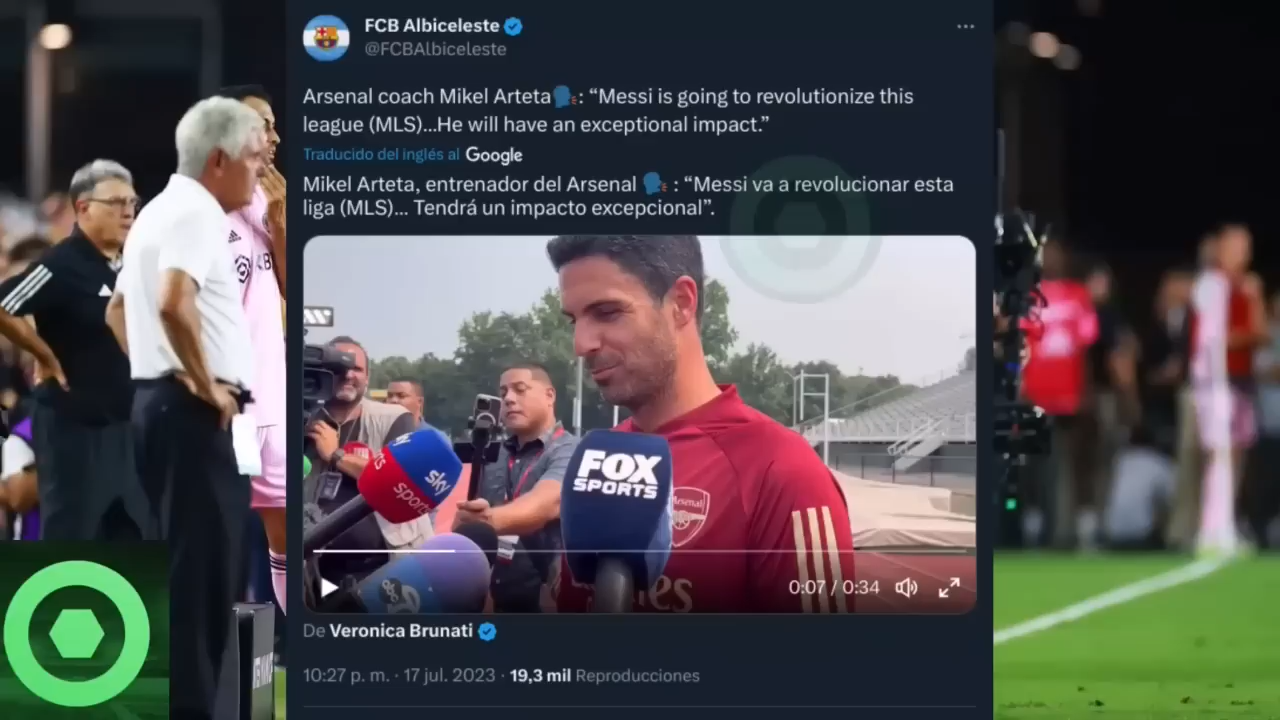 FCB Albiceleste
@FCBAlbiceleste
Arsenal coach Mikel Arteta🗣️: “Messi is going to revolutionize this
league (MLS)...He will have an exceptional impact.”
Traducido del inglés al Google
Mikel Arteta, entrenador del Arsenal 🗣️ : “Messi va a revolucionar esta
liga (MLS)... Tendrá un impacto excepcional”.
sky
sports
FOX
SPORTS
Arsenal
0:07 / 0:34
De Veronica Brunati
10:27 p. m. · 17 jul. 2023 · 19,3 mil Reproducciones